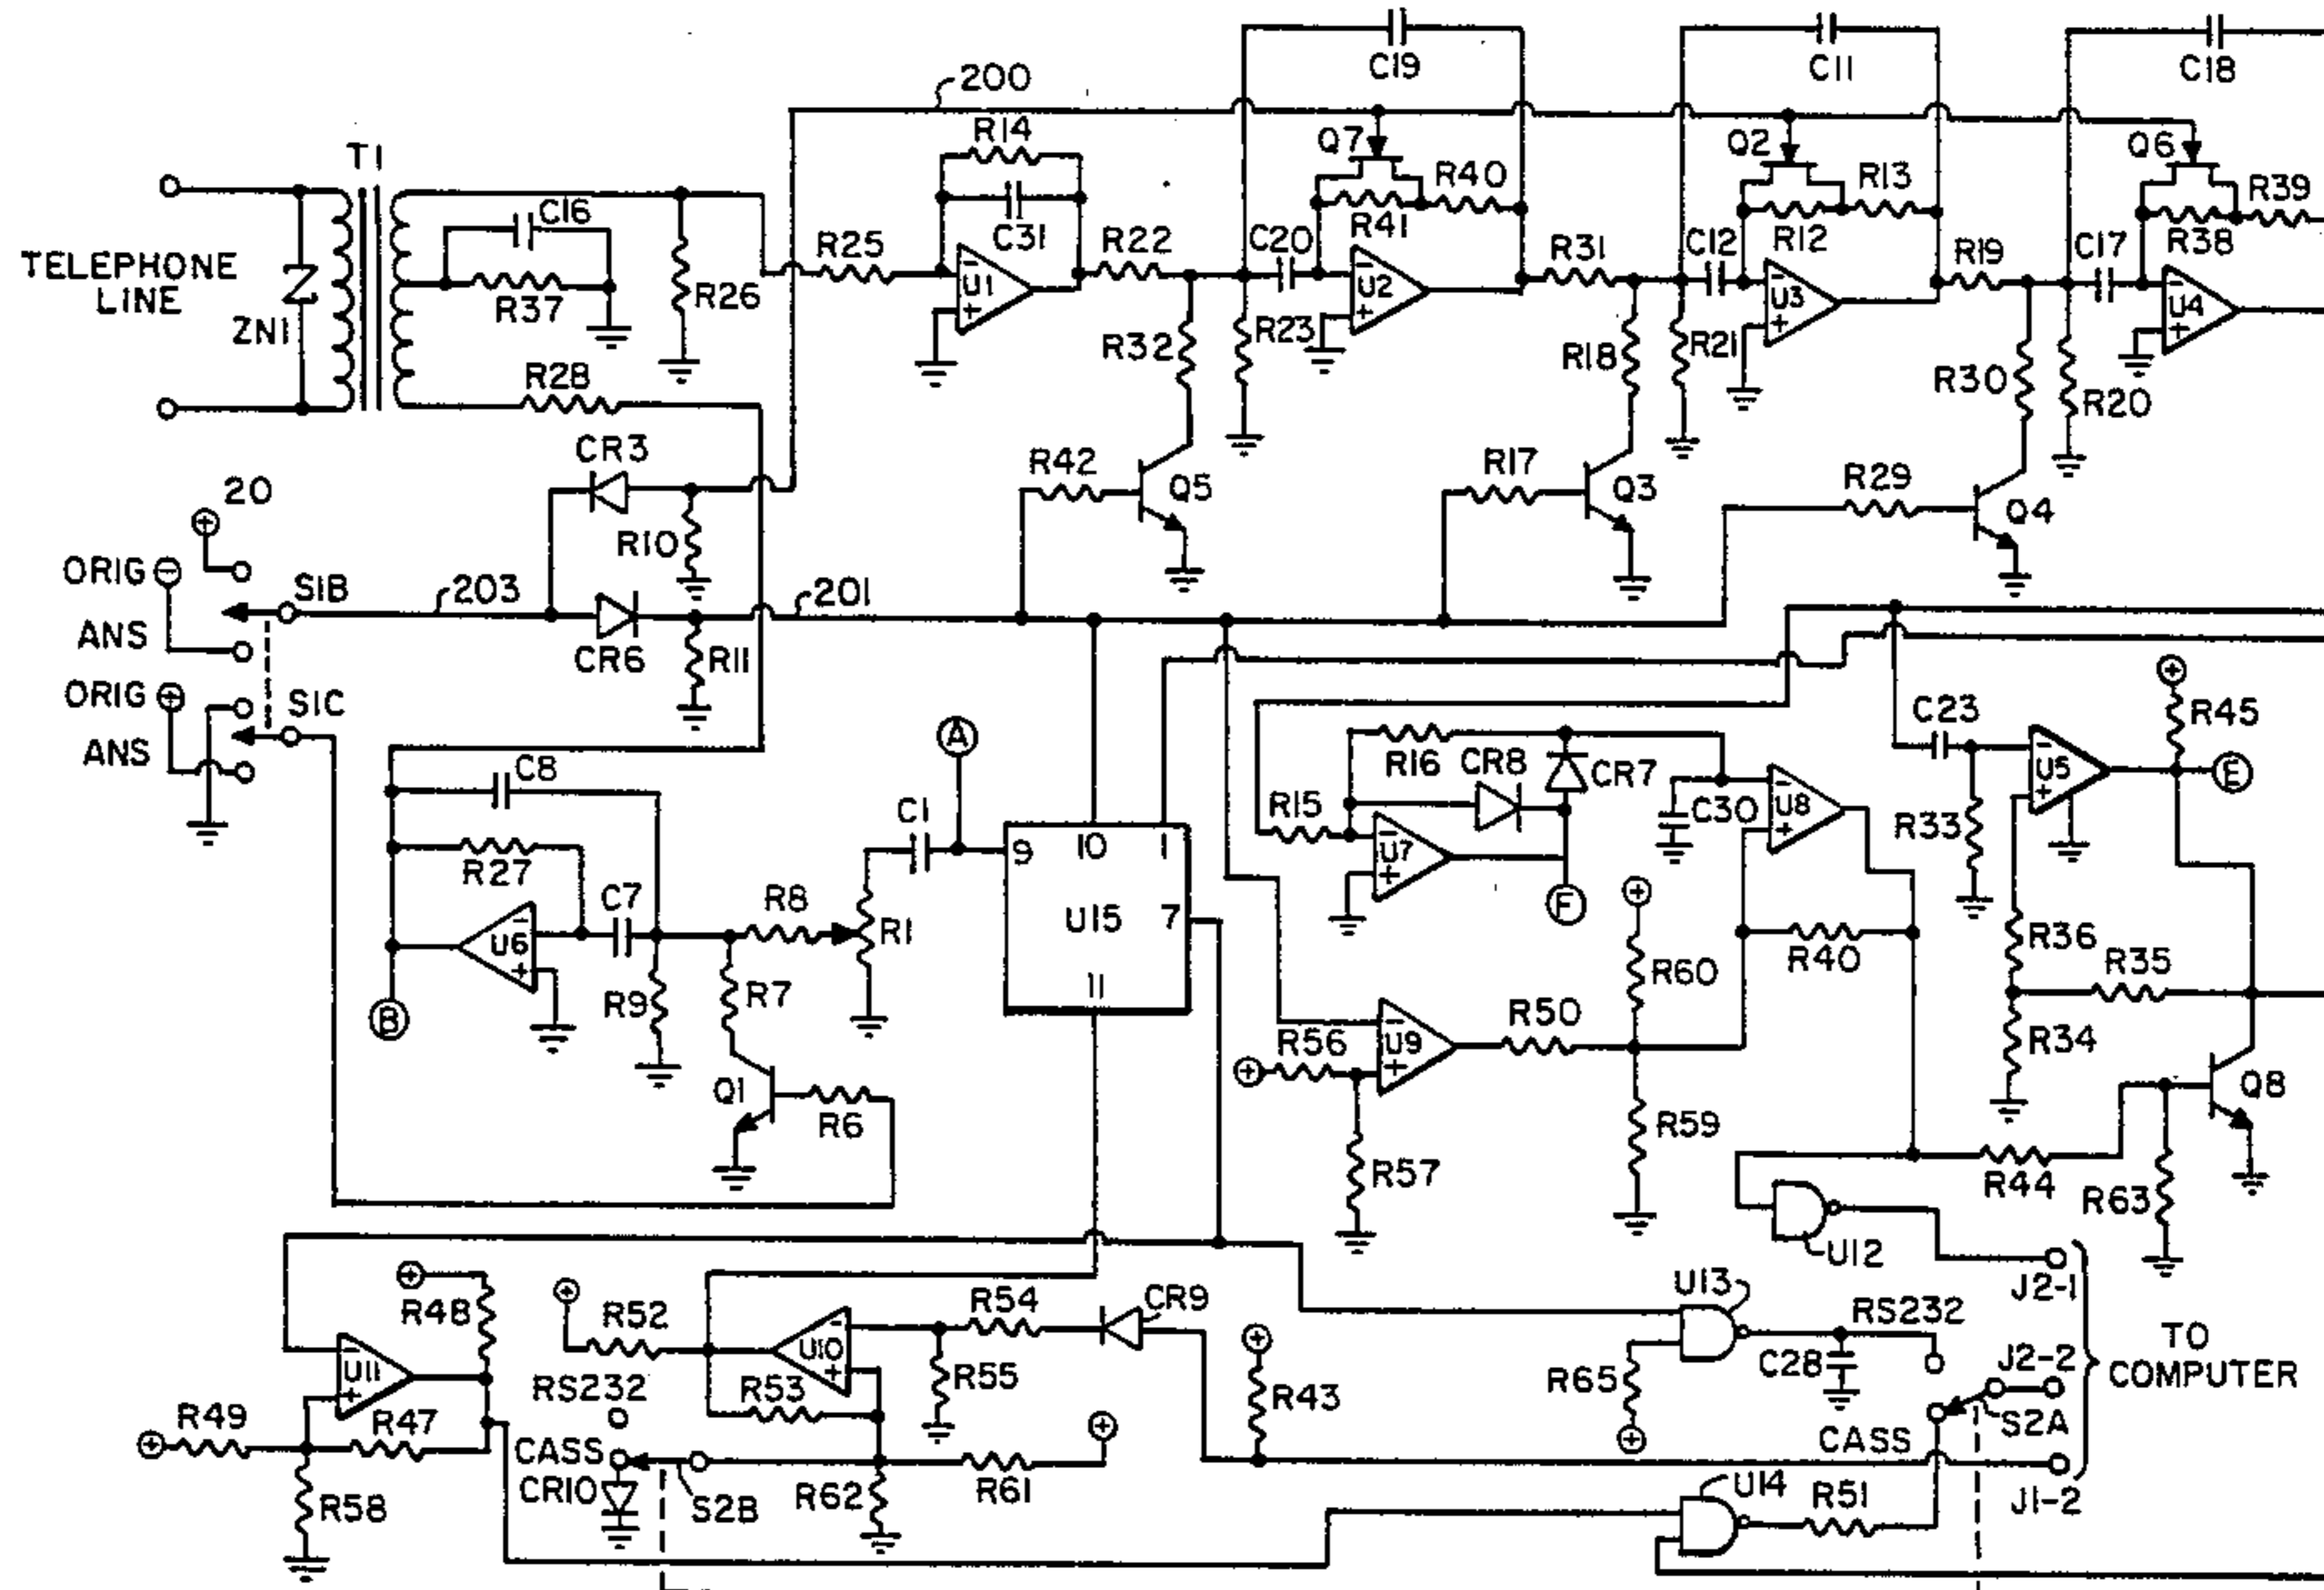 C19
C11
C18
200
R14
Q7
Q2
Q6
T1
C16
R40
R13
R39
R25
C31
R22
C20
R41
R31
C12
R12
R19
C17
R38
TELEPHONE
LINE
R37
R26
U1
U2
U3
U4
ZN1
R32
R23
R18
R21
R30
R20
R28
CR3
R42
Q5
R17
Q3
R29
Q4
20
R10
ORIG
S1B
203
201
ANS
CR6
R11
ORIG
S1C
ANS
A
C23
R45
C8
R16
CR8
CR7
U5
E
C1
R15
C30
U8
R33
R27
9
10
1
U7
C7
R8
R1
U15
7
F
R36
U6
R60
R40
R35
B
R9
R7
11
R50
R56
U9
R34
Q1
R6
R59
Q8
R57
R44
R63
U12
J2-1
R48
R52
R54
CR9
U13
RS232
TO
COMPUTER
U11
U10
R65
C28
J2-2
RS232
R53
R55
R43
R49
R47
S2A
CASS
CASS
CR10
S2B
R62
R61
U14
R51
J1-2
R58